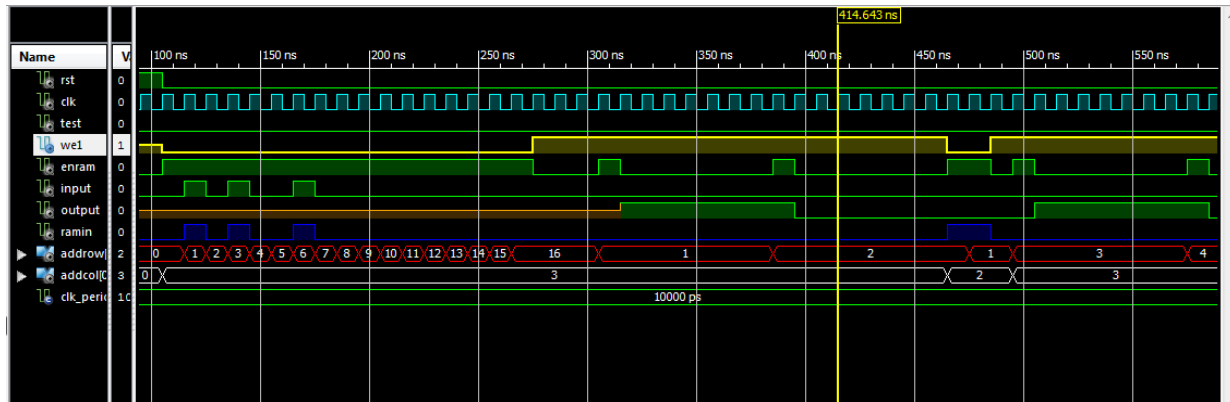 414.643 ns
Name V
100 ns 150 ns 200 ns 250 ns 300 ns 350 ns 400 ns 450 ns 500 ns 550 ns
rst 0
clk 0
test 0
we1 1
enram 0
input 0
output 0
ramin 0
addrow[ 2 0 1 2 3 4 5 6 7 8 9 10 11 12 13 14 15 16 1 2 1 3 4
addcol[0 3 0 3 2 3
clk_perio 10 10000 ps